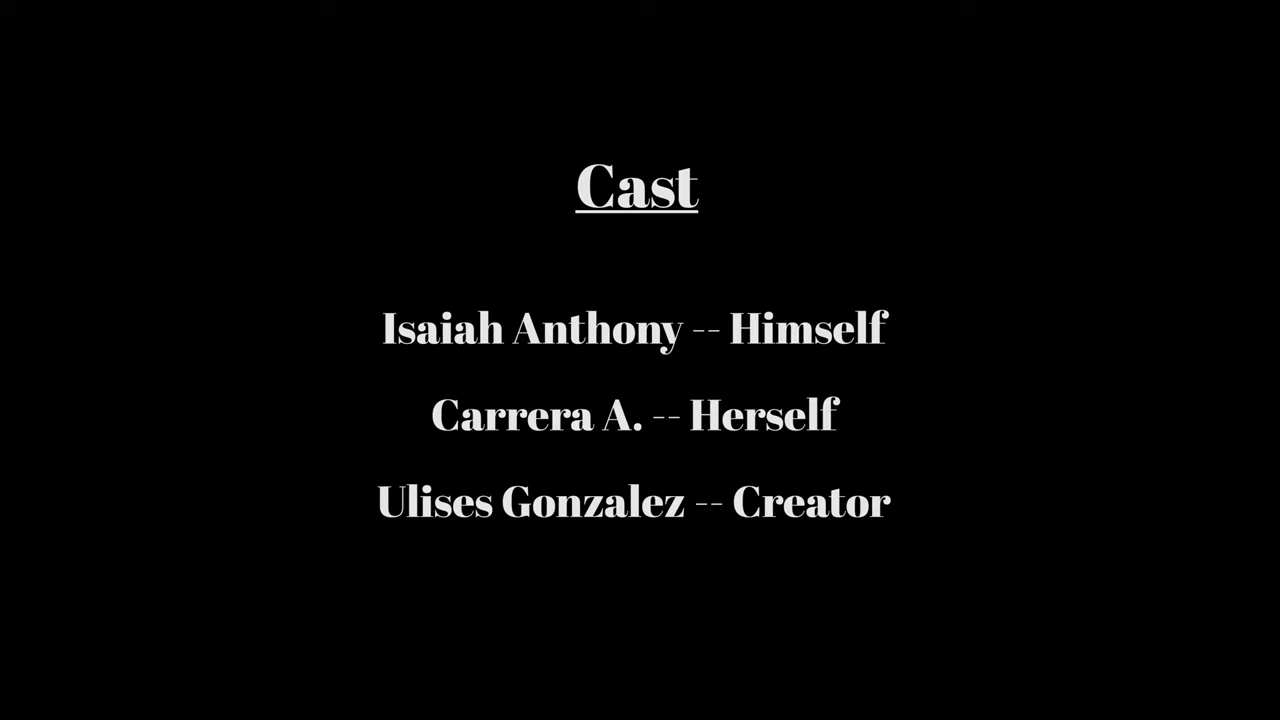 Cast
Isaiah Anthony -- Himself
Carrera A. -- Herself
Ulises Gonzalez -- Creator